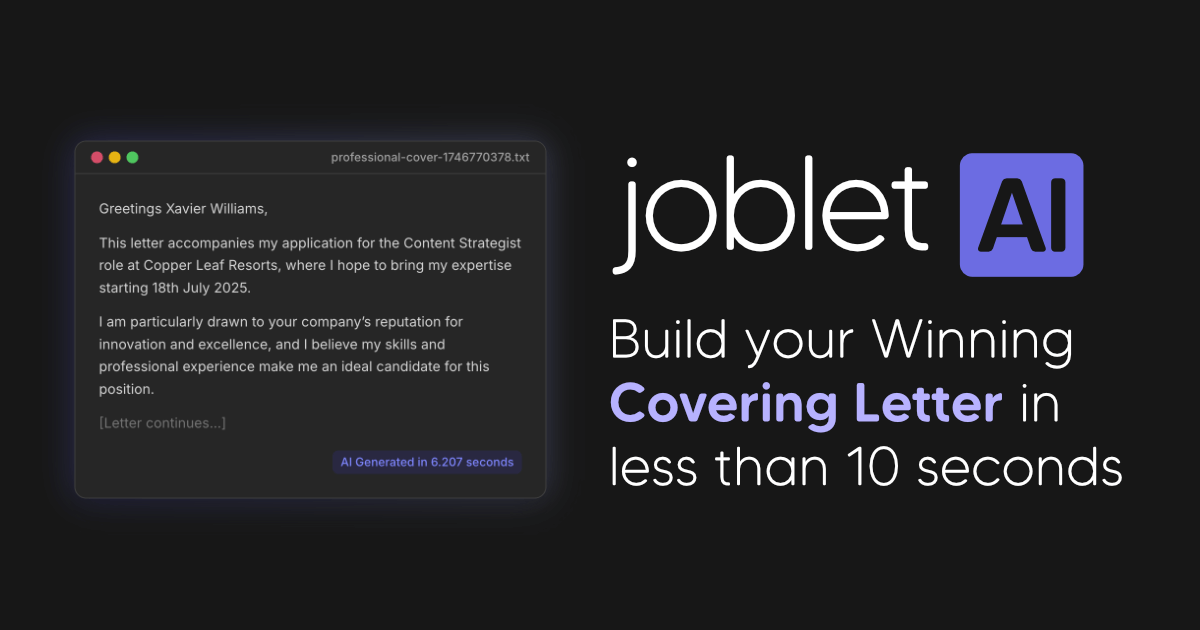 professional-cover-1746770378.txt
Greetings Xavier Williams,
This letter accompanies my application for the Content Strategist
role at Copper Leaf Resorts, where I hope to bring my expertise
starting 18th July 2025.
I am particularly drawn to your company’s reputation for
innovation and excellence, and I believe my skills and
professional experience make me an ideal candidate for this
position.
[Letter continues...]
AI Generated in 6.207 seconds
joblet AI
Build your Winning
Covering Letter in
less than 10 seconds